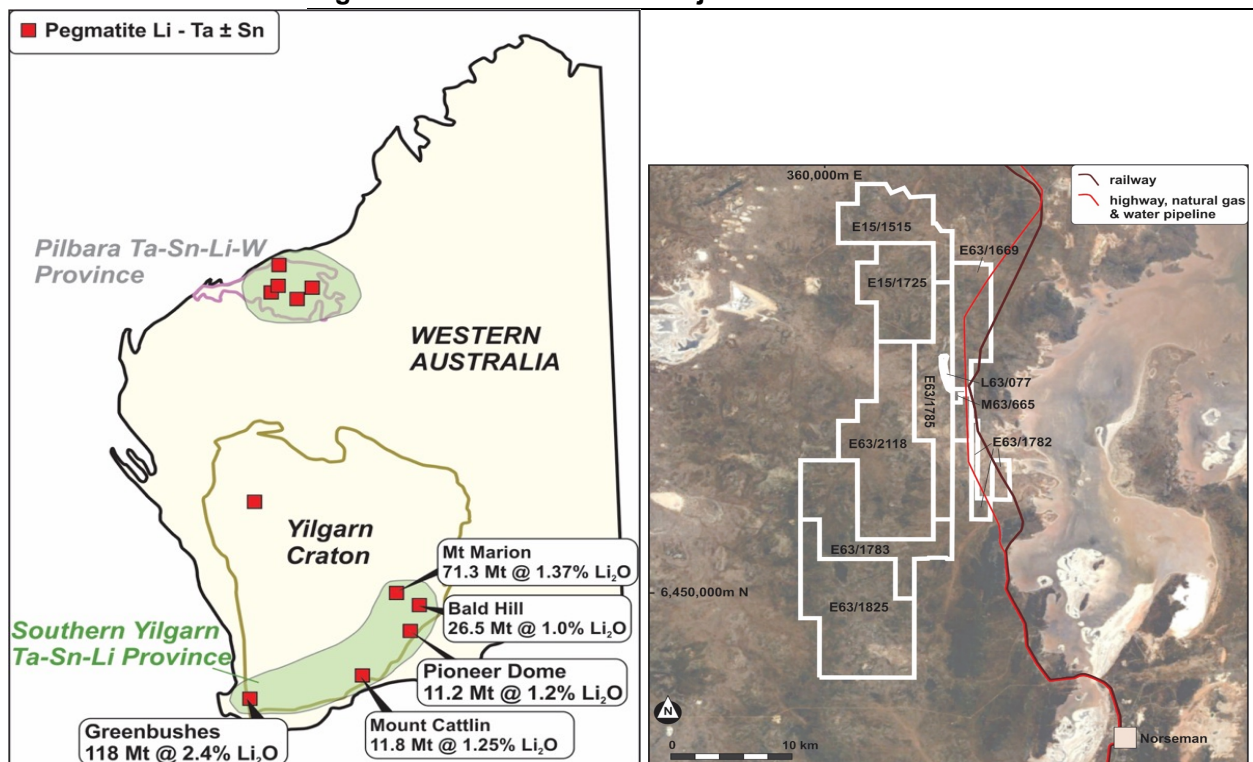 Pegmatite Li - Ta ± Sn
Pilbara Ta-Sn-Li-W
Province
WESTERN
AUSTRALIA
Yilgarn
Craton
Mt Marion
71.3 Mt @ 1.37% Li₂O
Bald Hill
26.5 Mt @ 1.0% Li₂O
Southern Yilgarn
Ta-Sn-Li Province
Pioneer Dome
11.2 Mt @ 1.2% Li₂O
Mount Cattlin
11.8 Mt @ 1.25% Li₂O
Greenbushes
118 Mt @ 2.4% Li₂O
360,000m E
railway
highway, natural gas
& water pipeline
E15/1515
E63/1669
E15/1725
L63/077
M63/665
E63/1785
E63/1782
E63/2118
E63/1783
6,450,000m N
E63/1825
N
0 10 km
Norseman